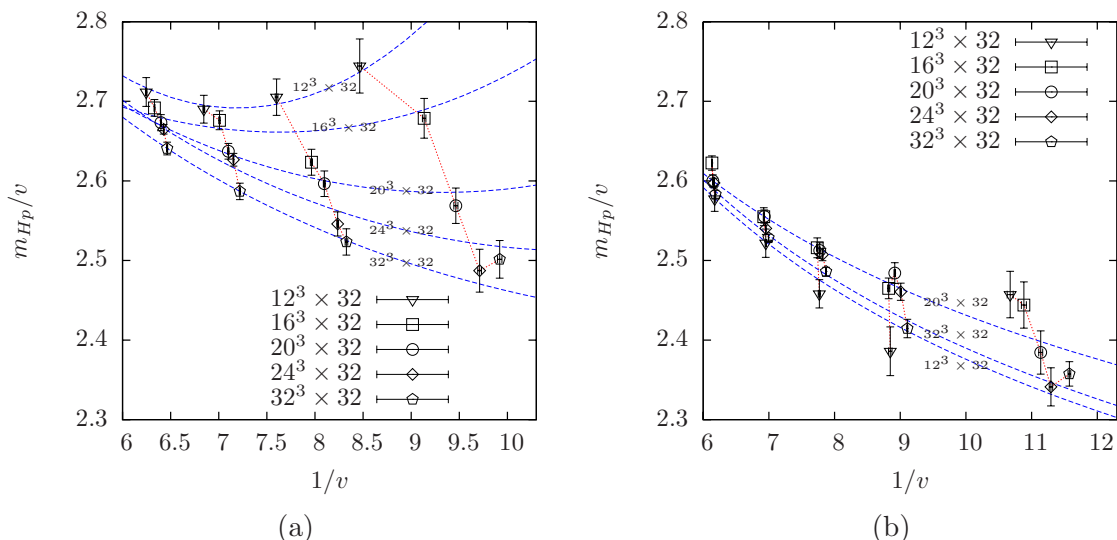 2.8
2.7
2.6
2.5
2.4
2.3
m_{Hp}/v
6 6.5 7 7.5 8 8.5 9 9.5 10
1/v
12³ × 32
16³ × 32
20³ × 32
24³ × 32
32³ × 32
12³ × 32
16³ × 32
20³ × 32
24³ × 32
32³ × 32
(a)
2.8
2.7
2.6
2.5
2.4
2.3
m_{Hp}/v
6 7 8 9 10 11 12
1/v
12³ × 32
16³ × 32
20³ × 32
24³ × 32
32³ × 32
20³ × 32
32³ × 32
12³ × 32
(b)